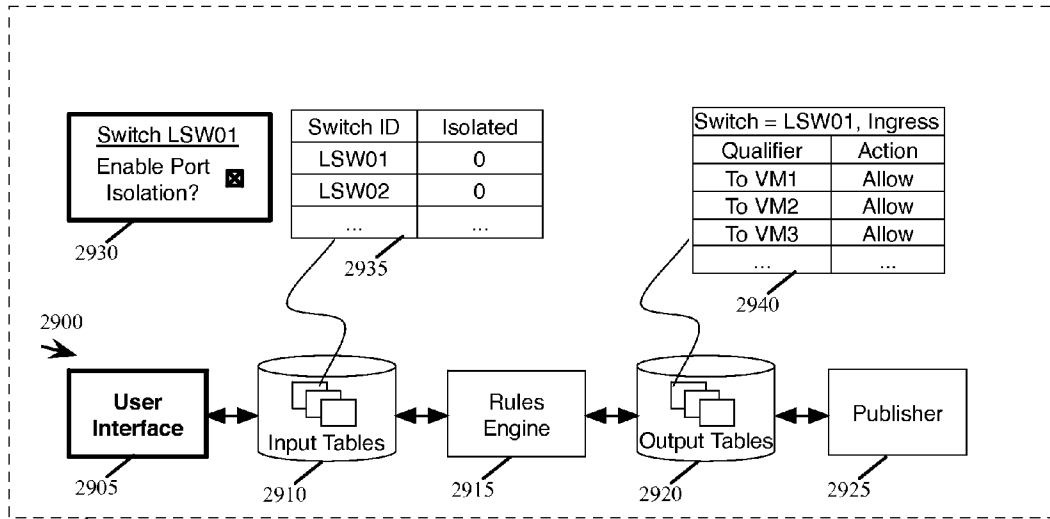 Switch LSW01
Enable Port
Isolation?
2930
Switch ID Isolated
LSW01 0
LSW02 0
... ...
2935
Switch = LSW01, Ingress
Qualifier Action
To VM1 Allow
To VM2 Allow
To VM3 Allow
... ...
2940
2900
User
Interface
2905
Input Tables
2910
Rules
Engine
2915
Output Tables
2920
Publisher
2925